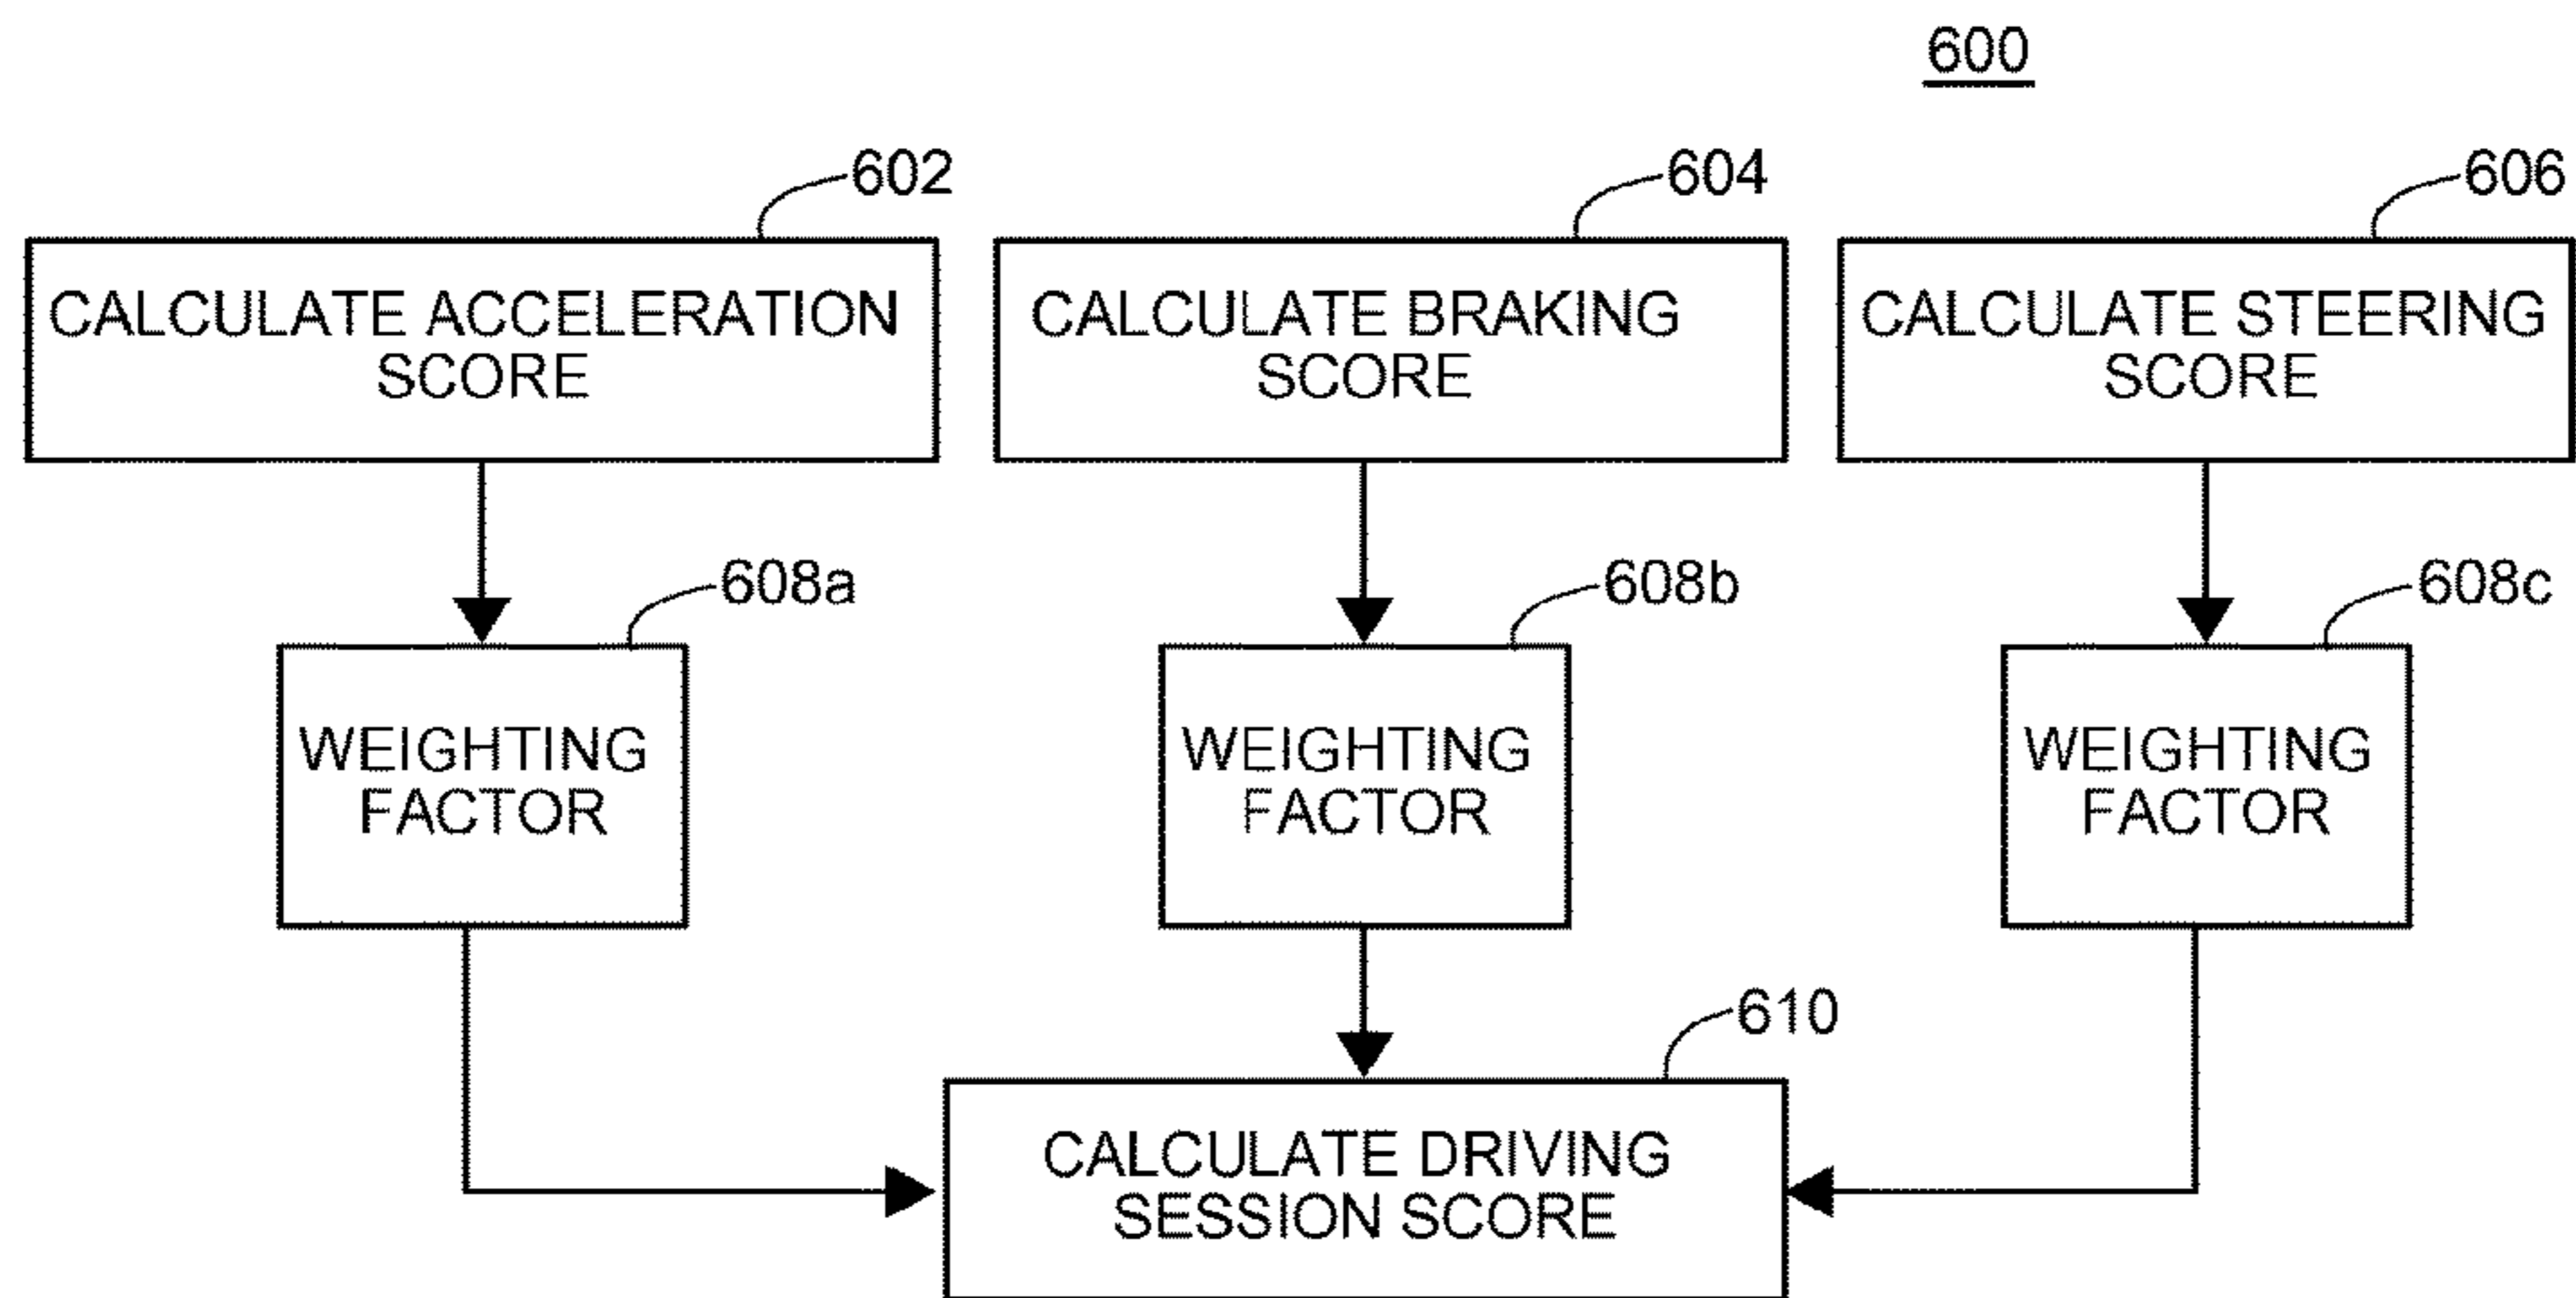 600
602
604
606
CALCULATE ACCELERATION
SCORE
CALCULATE BRAKING
SCORE
CALCULATE STEERING
SCORE
608a
608b
608c
WEIGHTING
FACTOR
WEIGHTING
FACTOR
WEIGHTING
FACTOR
610
CALCULATE DRIVING
SESSION SCORE